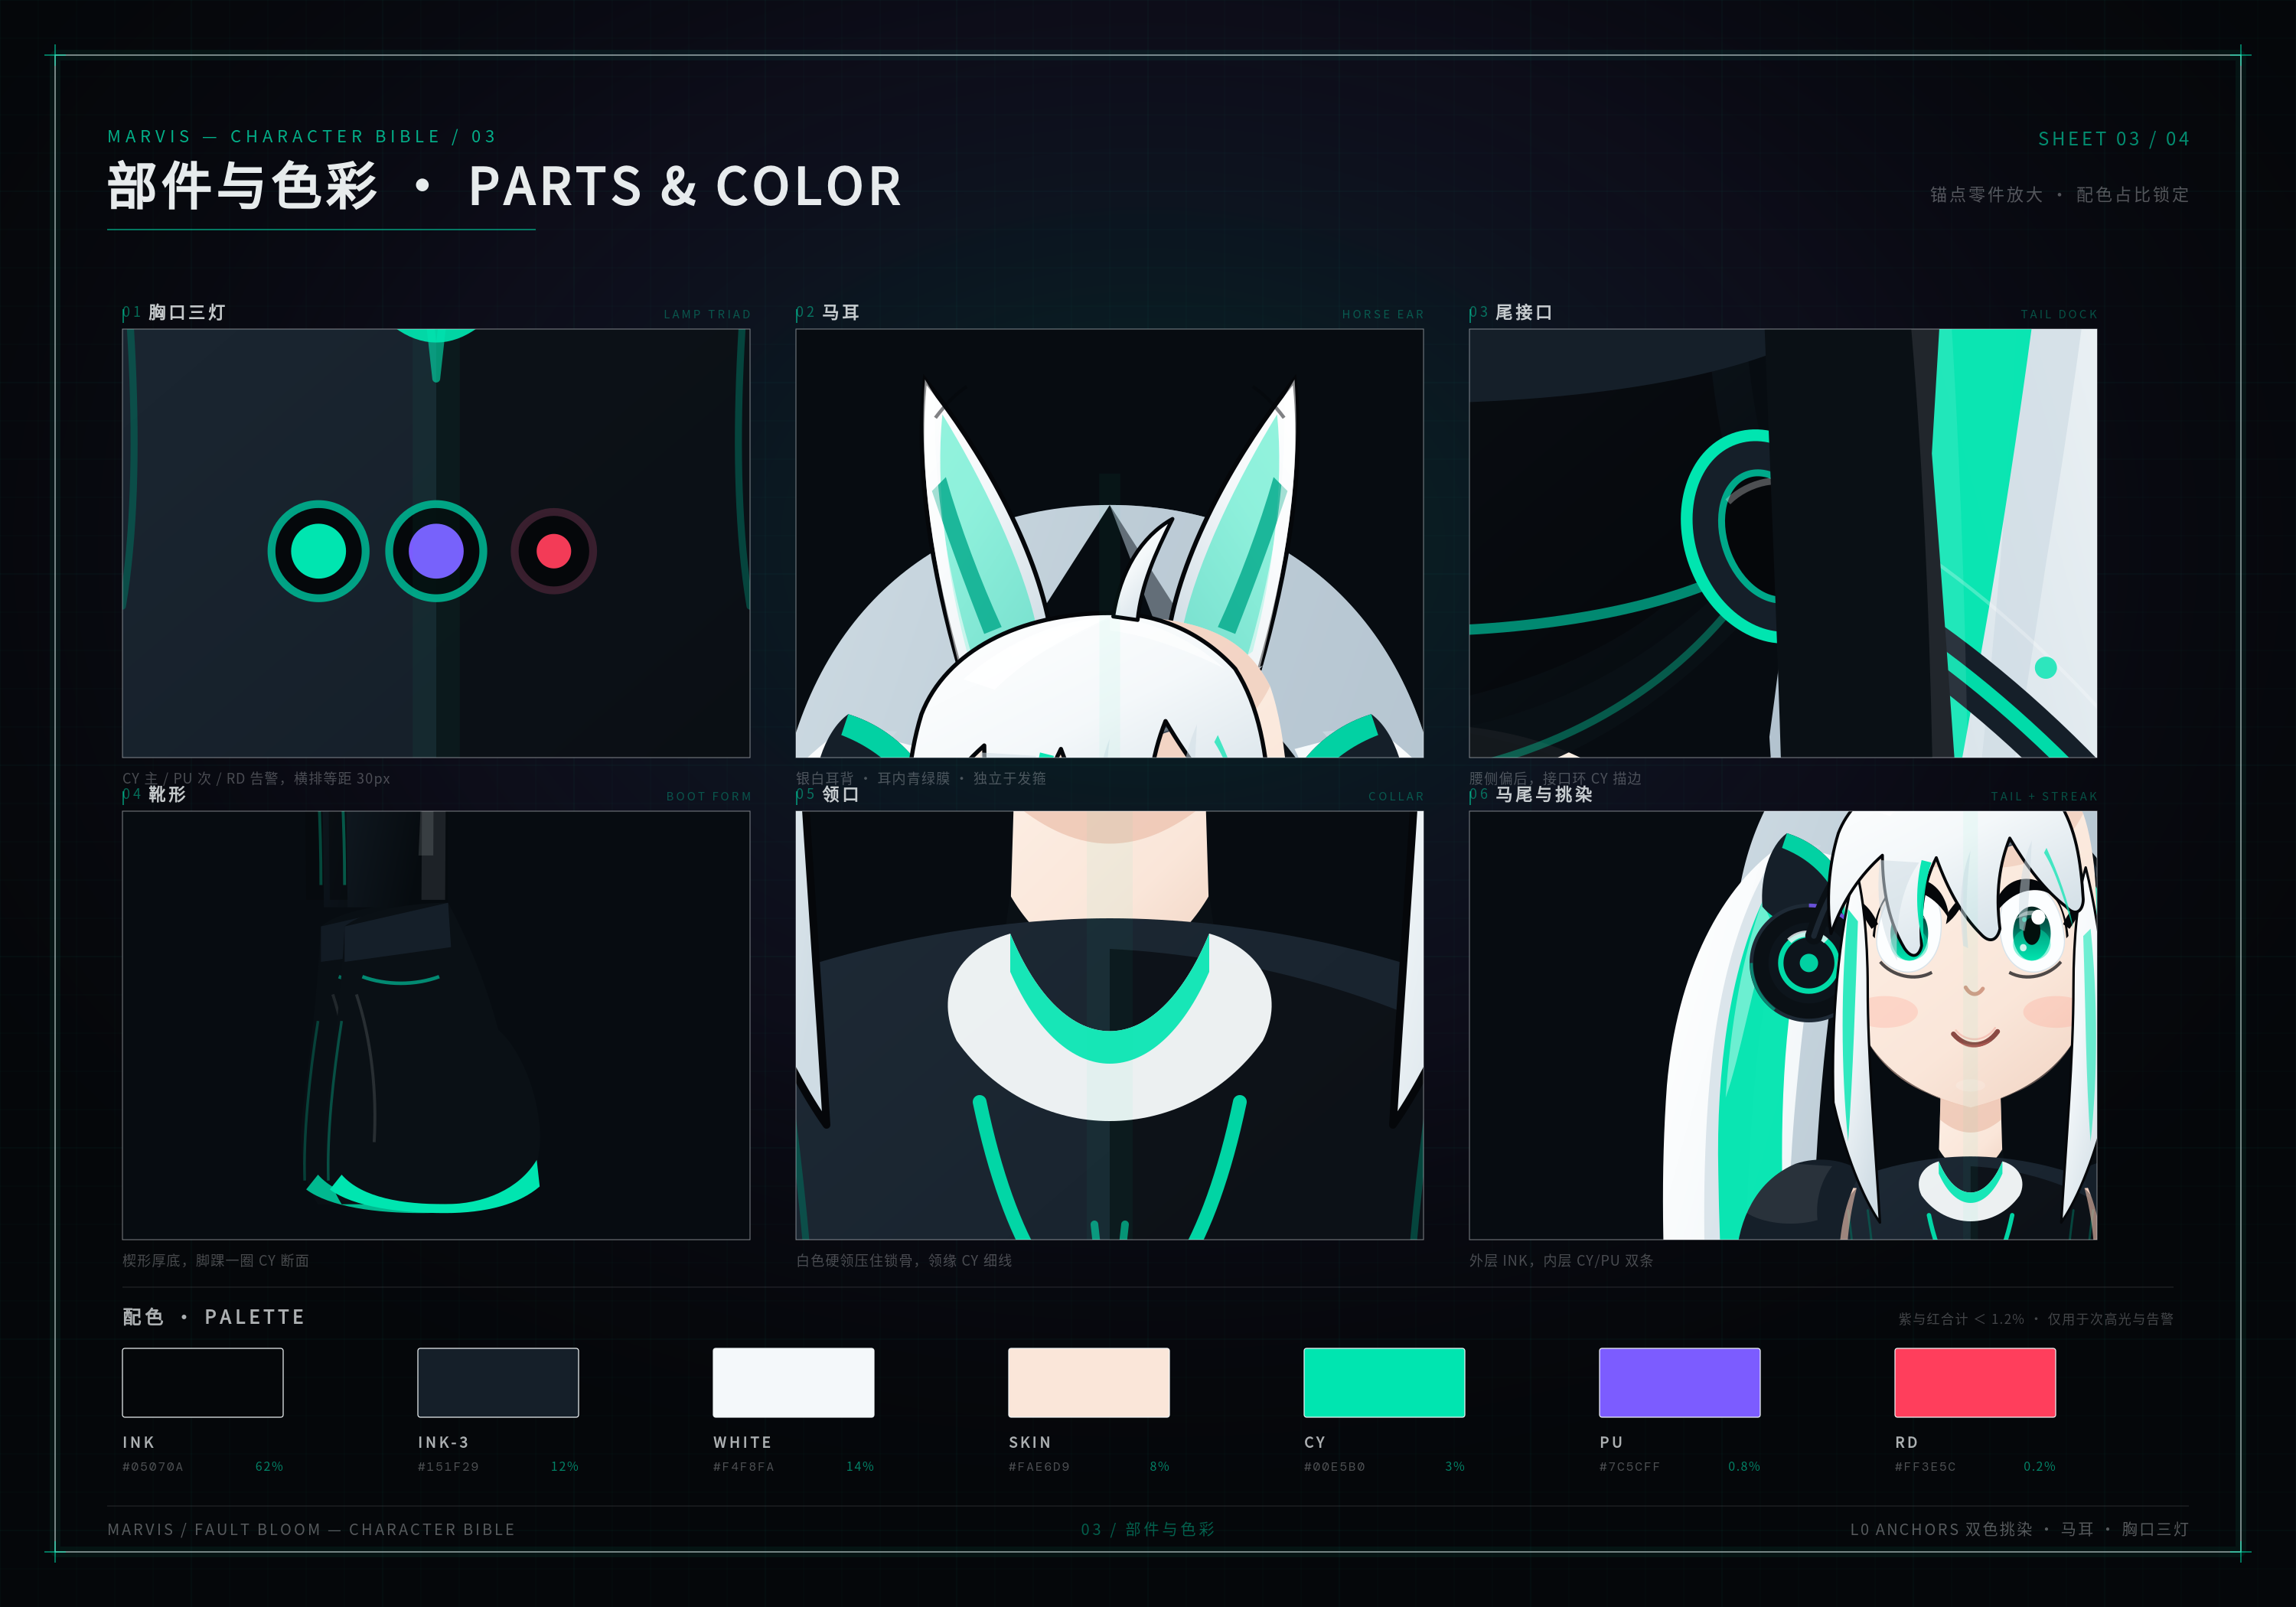 MARVIS — CHARACTER BIBLE / 03
SHEET 03 / 04
部件与色彩 · PARTS & COLOR
锚点零件放大 · 配色占比锁定
01 胸口三灯 LAMP TRIAD
02 马耳 HORSE EAR
03 尾接口 TAIL DOCK
CY 主 / PU 次 / RD 告警，横排等距 30px
银白耳背 · 耳内青绿膜 · 独立于发箍
腰侧偏后，接口环 CY 描边
04 靴形 BOOT FORM
05 领口 COLLAR
06 马尾与挑染 TAIL + STREAK
楔形厚底，脚踝一圈 CY 断面
白色硬领压住锁骨，领缘 CY 细线
外层 INK，内层 CY/PU 双条
配色 · PALETTE
紫与红合计 < 1.2% · 仅用于次高光与告警
INK
#05070A 62%
INK-3
#151F29 12%
WHITE
#F4F8FA 14%
SKIN
#FAE6D9 8%
CY
#00E5B0 3%
PU
#7C5CFF 0.8%
RD
#FF3E5C 0.2%
MARVIS / FAULT BLOOM — CHARACTER BIBLE
03 / 部件与色彩
L0 ANCHORS 双色挑染 · 马耳 · 胸口三灯